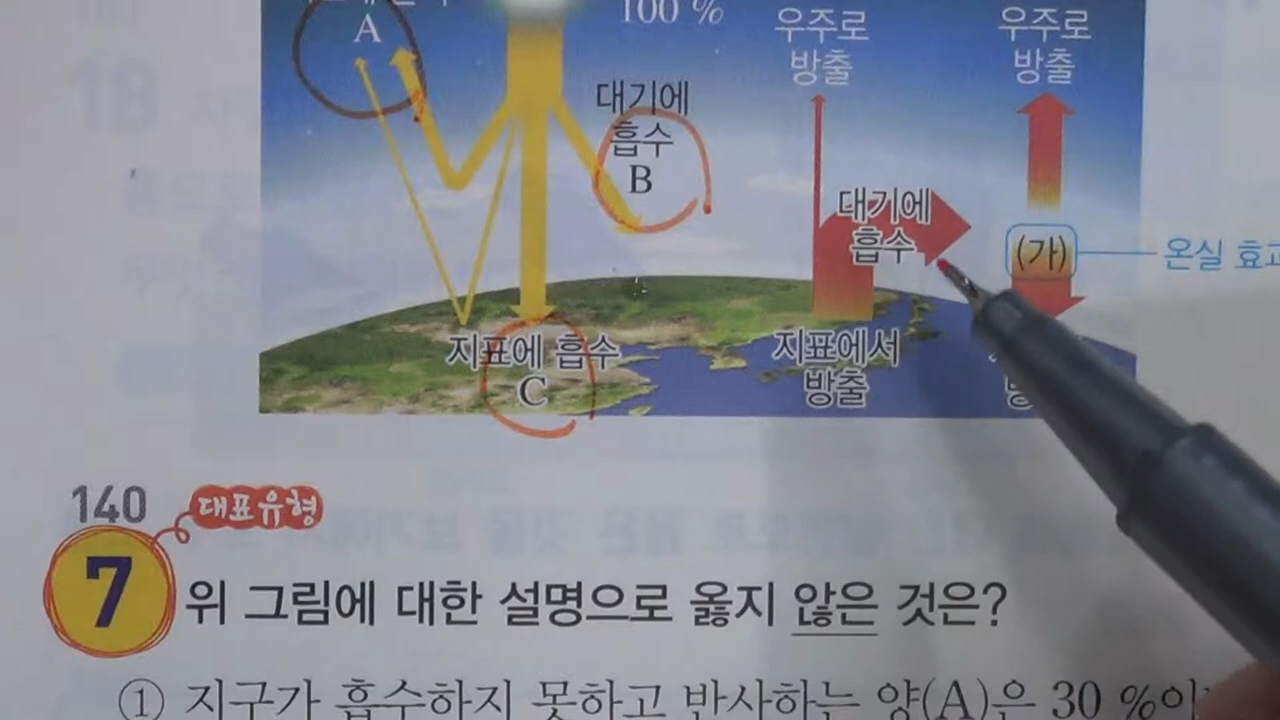 A
100 %
대기에
흡수
B
우주로
방출
우주로
방출
대기에
흡수
(가)
온실
지표에 흡수
C
지표에서
방출
140
대표유형
7
위 그림에 대한 설명으로 옳지 않은 것은?
① 지구가 흡수하지 못하고 반사하는 양(A)은 30 %이